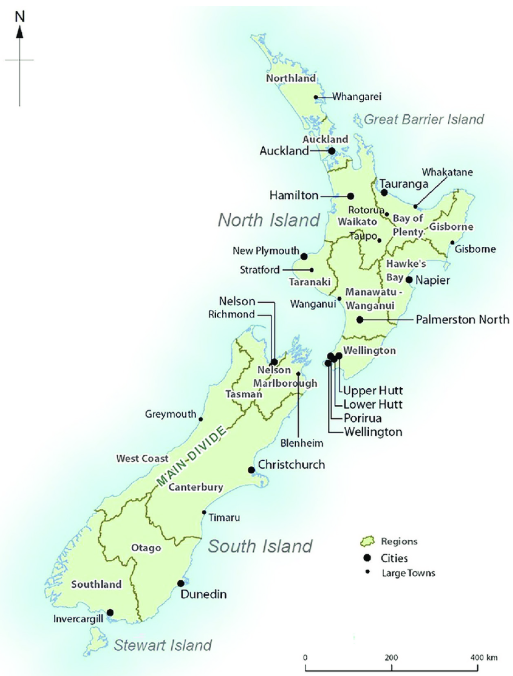 N
Northland
Whangarei
Great Barrier Island
Auckland
Auckland
Whakatane
Tauranga
Hamilton
Rotorua
Bay of
Plenty
Gisborne
North Island
Waikato
Taupo
Gisborne
New Plymouth
Hawke's
Bay
Stratford
Napier
Taranaki
Manawatu -
Wanganui
Nelson
Wanganui
Richmond
Palmerston North
Wellington
Nelson
Marlborough
Tasman
Upper Hutt
Lower Hutt
Porirua
Wellington
Greymouth
Blenheim
MAIN DIVIDE
West Coast
Christchurch
Canterbury
Timaru
South Island
Otago
Regions
Cities
Large Towns
Southland
Dunedin
Invercargill
Stewart Island
0 200 400 km